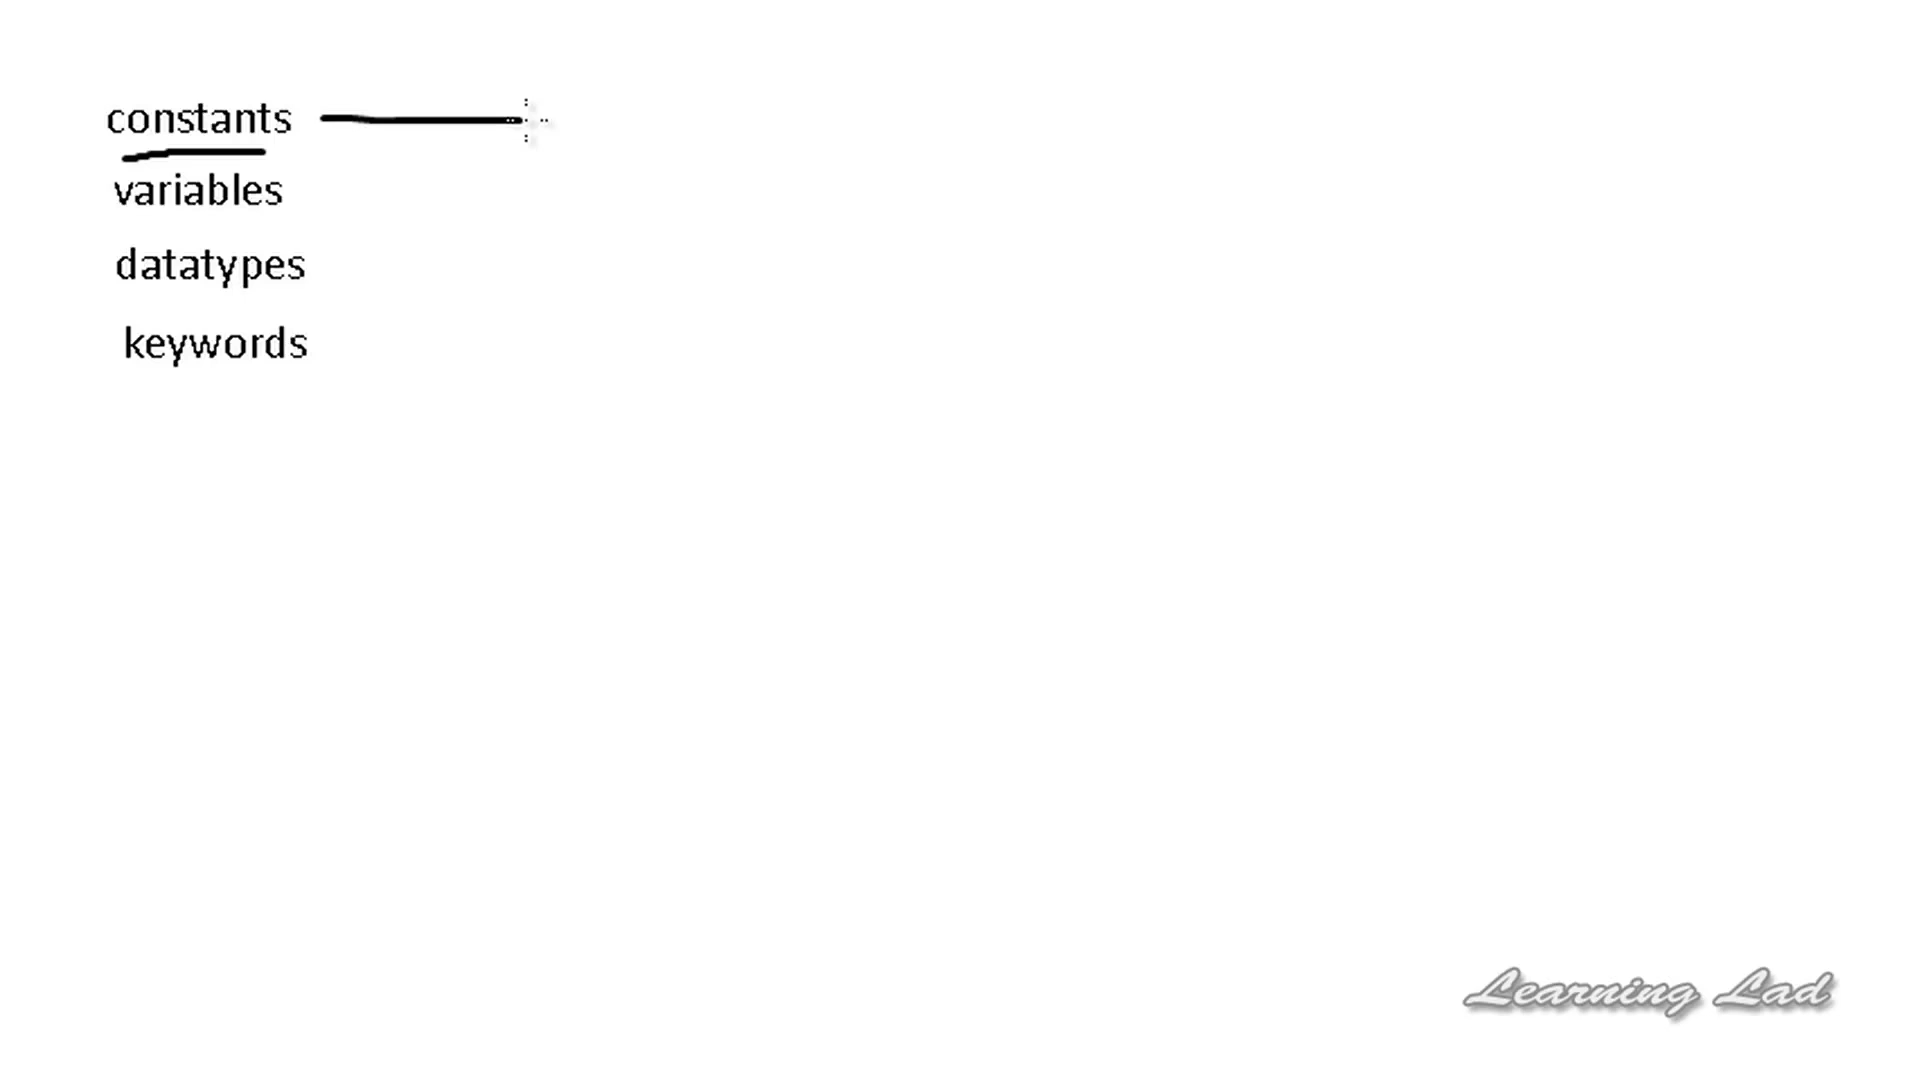 constants
variables
datatypes
keywords
Learning Lad